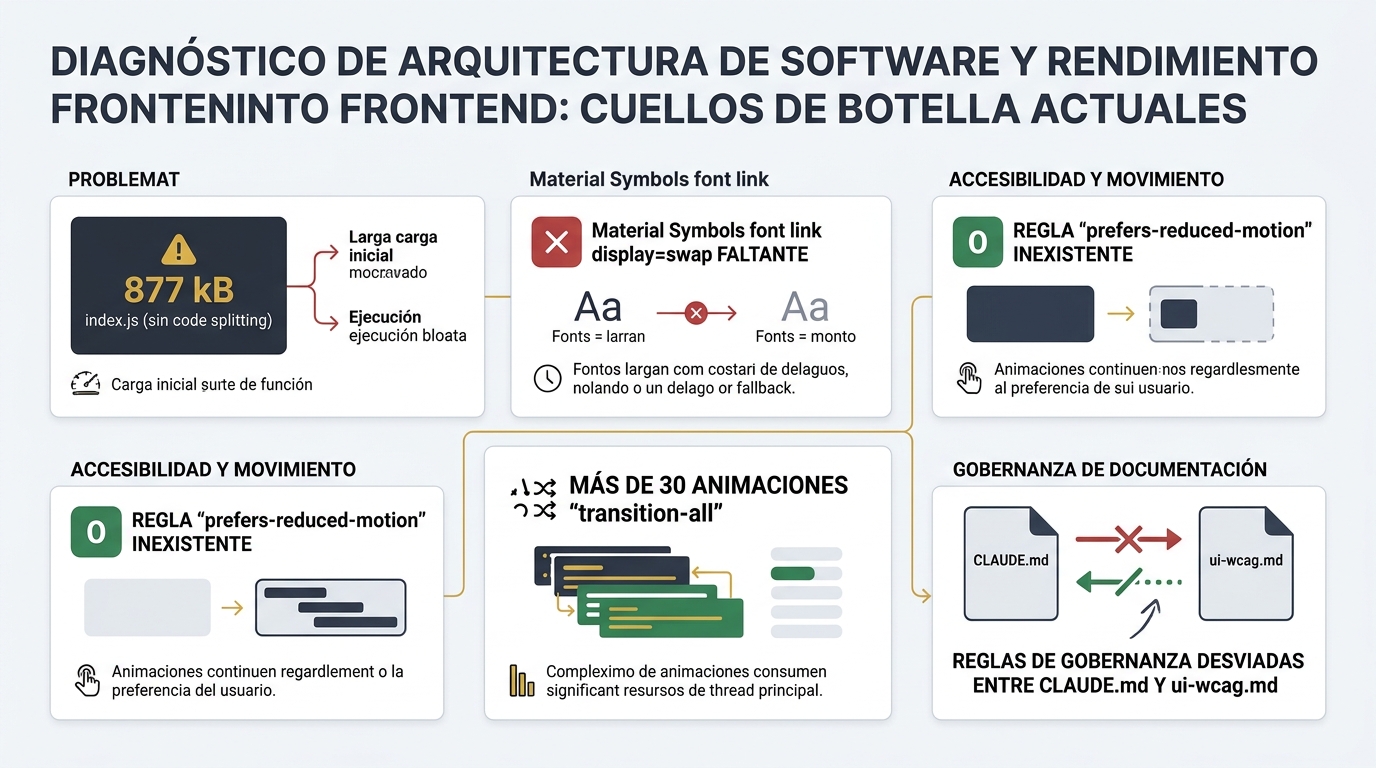 DIAGNÓSTICO DE ARQUITECTURA DE SOFTWARE Y RENDIMIENTO
FRONTENINTO FRONTEND: CUELLOS DE BOTELLA ACTUALES
PROBLEMAT
877 kB
index.js (sin code splitting)
Larga carga
inicial
mocravado
Ejecución
ejecución bloata
Carga inicial surte de función
Material Symbols font link
Material Symbols font link
display=swap FALTANTE
Aa
Aa
Fonts = larran
Fonts = monto
Fontos largan com costari de delaguos,
nolando o un delago or fallback.
ACCESIBILIDAD Y MOVIMIENTO
0
REGLA “prefers-reduced-motion”
INEXISTENTE
Animaciones continuen:nos regardlesmente
al preferencia de sui usuario.
ACCESIBILIDAD Y MOVIMIENTO
0
REGLA “prefers-reduced-motion”
INEXISTENTE
Animaciones continuen regardlement o la
preferencia del usuario.
MÁS DE 30 ANIMACIONES
“transition-all”
Compleximo de animaciones consumen
significant resursos de thread principal.
GOBERNANZA DE DOCUMENTACIÓN
CLAUDE.md
ui-wcag.md
REGLAS DE GOBERNANZA DESVIADAS
ENTRE CLAUDE.md Y ui-wcag.md